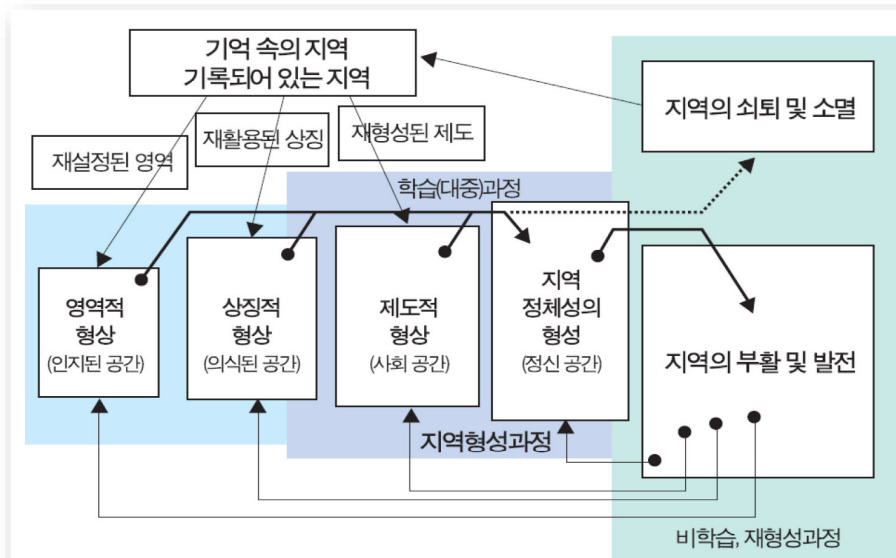 기억 속의 지역
기록되어 있는 지역
지역의 쇠퇴 및 소멸
재설정된 영역
재활용된 상징
재형성된 제도
학습(대중)과정
영역적
형상
(인지된 공간)
상징적
형상
(의식된 공간)
제도적
형상
(사회 공간)
지역
정체성의
형성
(정신 공간)
지역의 부활 및 발전
지역형성과정
비학습, 재형성과정